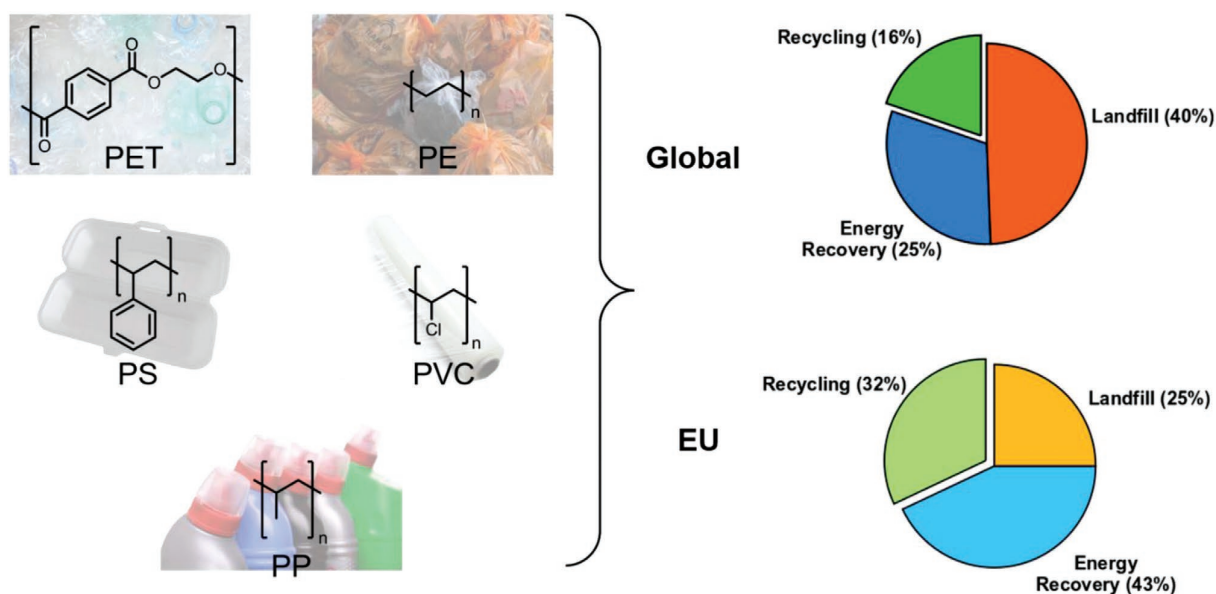 O
O
O
O
PET
n
PE
n
PS
Cl
n
PVC
n
PP
Global
Recycling (16%)
Landfill (40%)
Energy
Recovery (25%)
EU
Recycling (32%)
Landfill (25%)
Energy
Recovery (43%)